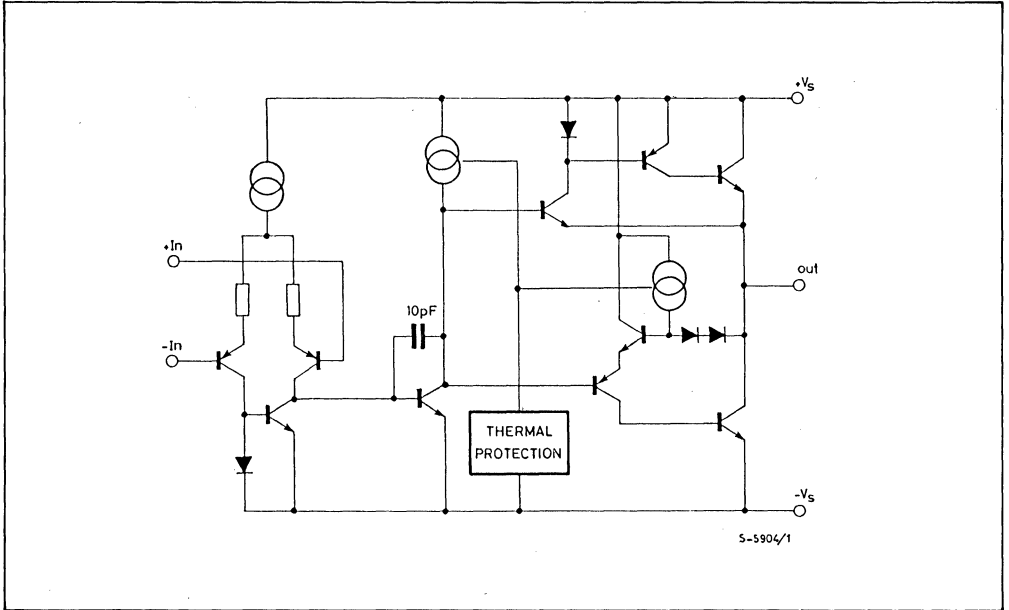 +Vs
+In
out
10pF
-In
THERMAL
PROTECTION
-Vs
S-5904/1